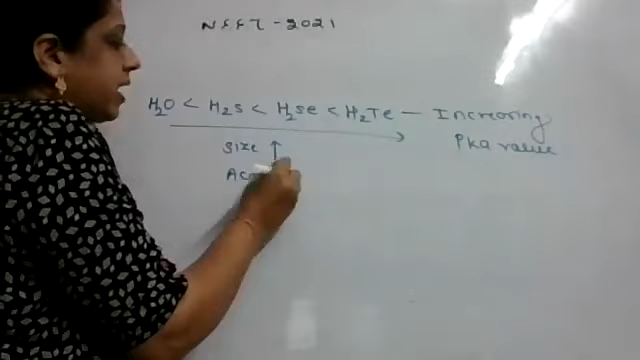 NEET - 2021
H2O < H2S < H2Se < H2Te — Increasing
Pka value
Size ↑